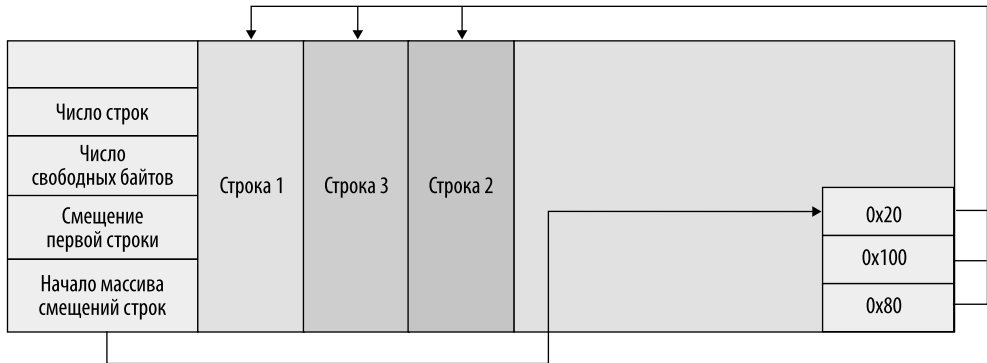 Число строк
Число
свободных байтов
Смещение
первой строки
Начало массива
смещений строк
Строка 1
Строка 3
Строка 2
0x20
0x100
0x80